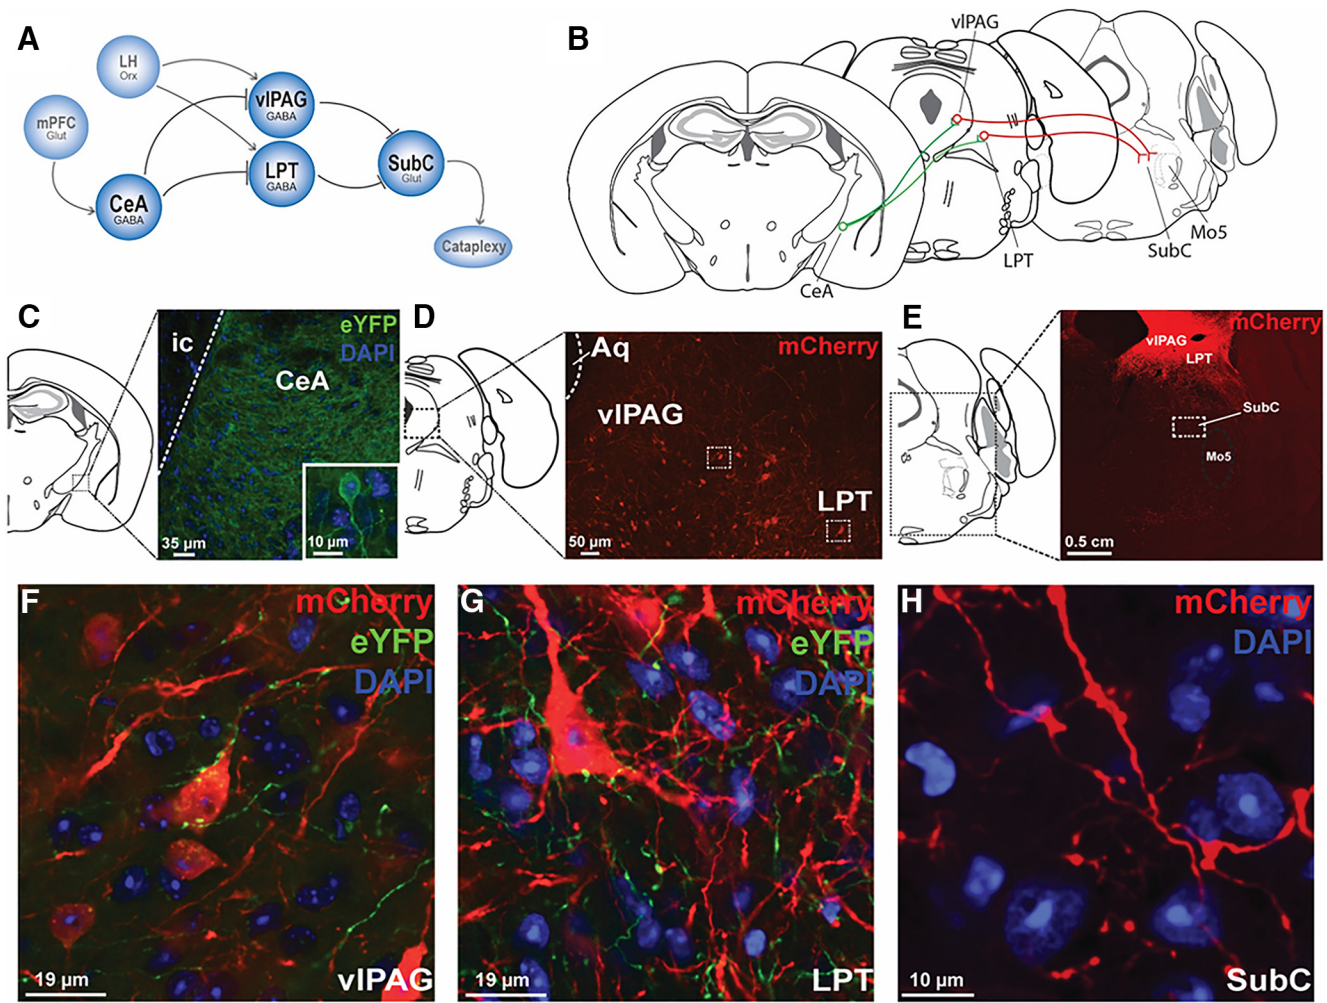 A
LH
Orx
mPFC
Glut
vlPAG
GABA
LPT
GABA
CeA
GABA
SubC
Glut
Cataplexy
B
vlPAG
CeA
LPT
SubC
Mo5
C
ic
eYFP
DAPI
CeA
35 µm
10 µm
D
Aq
mCherry
vlPAG
LPT
50 µm
E
mCherry
vlPAG
LPT
SubC
Mo5
0.5 cm
F
mCherry
eYFP
DAPI
19 µm
vlPAG
G
mCherry
eYFP
DAPI
19 µm
LPT
H
mCherry
DAPI
10 µm
SubC